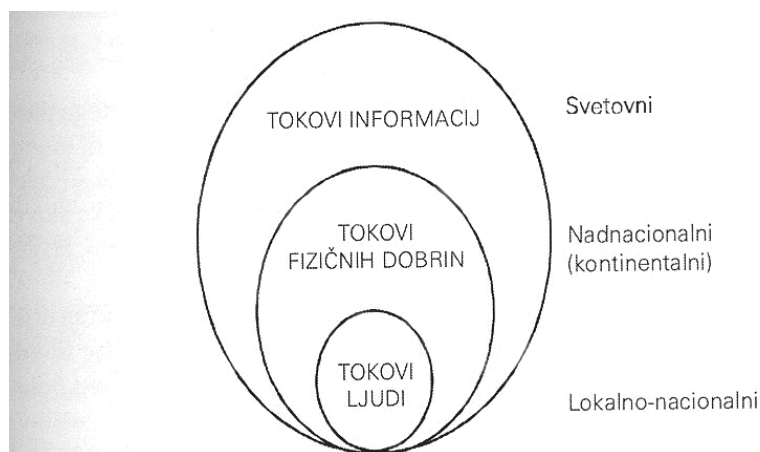 TOKOVI INFORMACIJ
Svetovni
TOKOVI
FIZIČNIH DOBRIN
Nadnacionalni
(kontinentalni)
TOKOVI
LJUDI
Lokalno-nacionalni